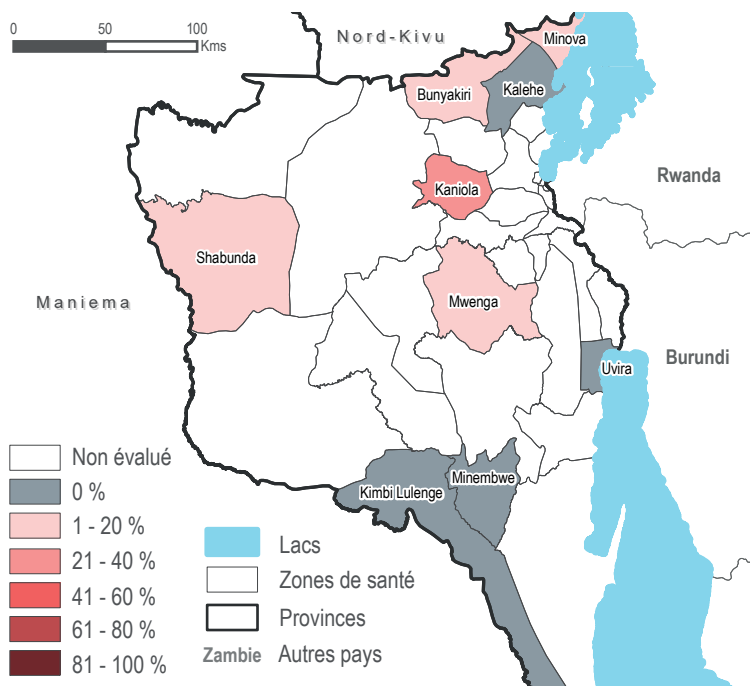 0 50 100
Kms
Nord-Kivu
Minova
Bunyakiri
Kalehe
Kaniola
Rwanda
Shabunda
Maniema
Mwenga
Burundi
Uvira
Minembwe
Kimbi Lulenge
Non évalué
0 %
1 - 20 %
21 - 40 %
41 - 60 %
61 - 80 %
81 - 100 %
Lacs
Zones de santé
Provinces
Zambie Autres pays